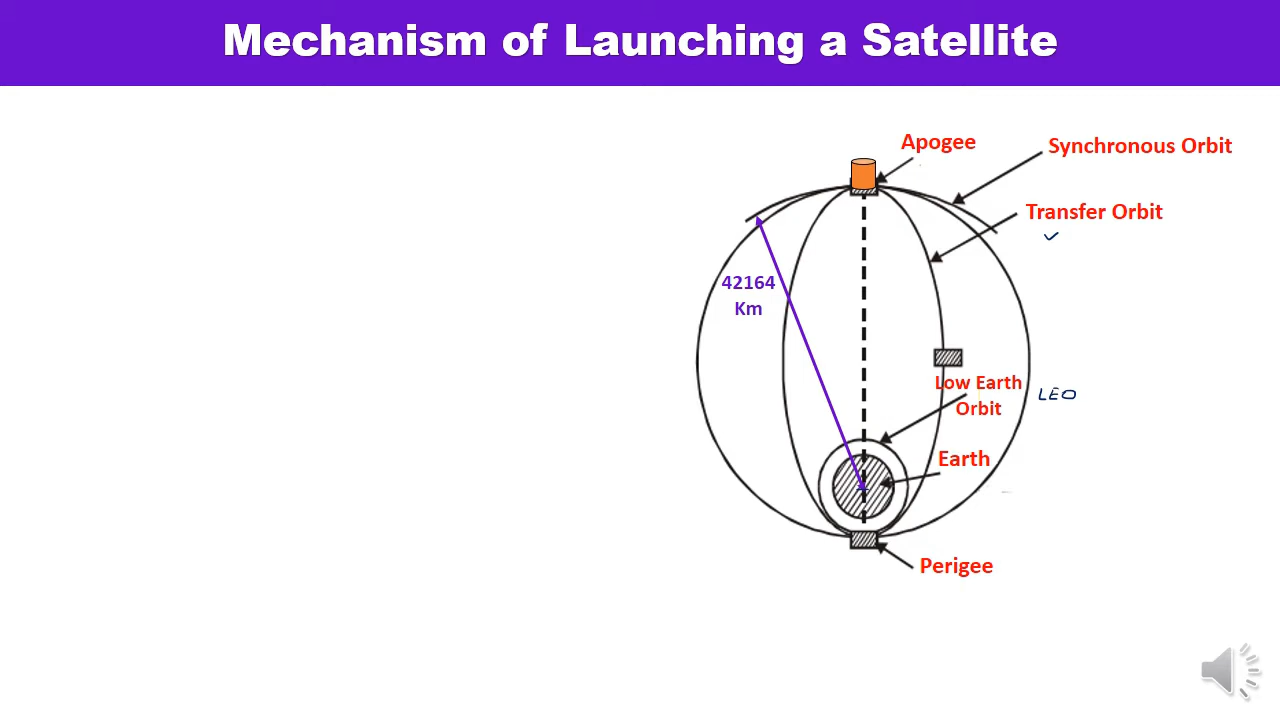 Mechanism of Launching a Satellite
Apogee
Synchronous Orbit
Transfer Orbit
42164
Km
Low Earth
Orbit
LEO
Earth
Perigee